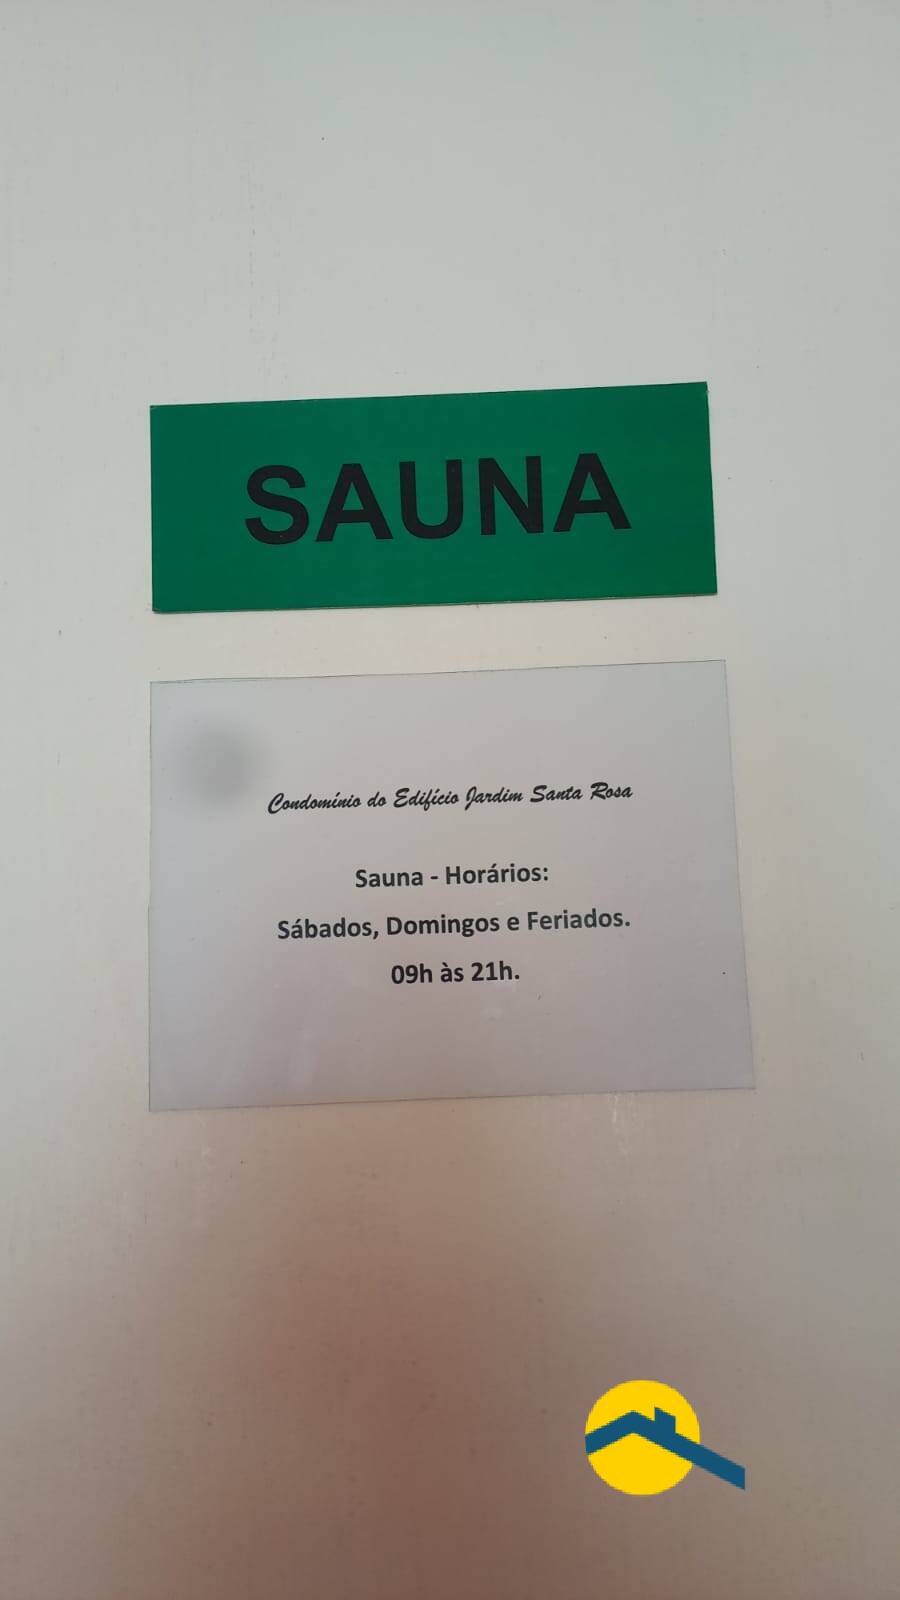 SAUNA
Condomínio do Edifício Jardim Santa Rosa
Sauna - Horários:
Sábados, Domingos e Feriados.
09h às 21h.